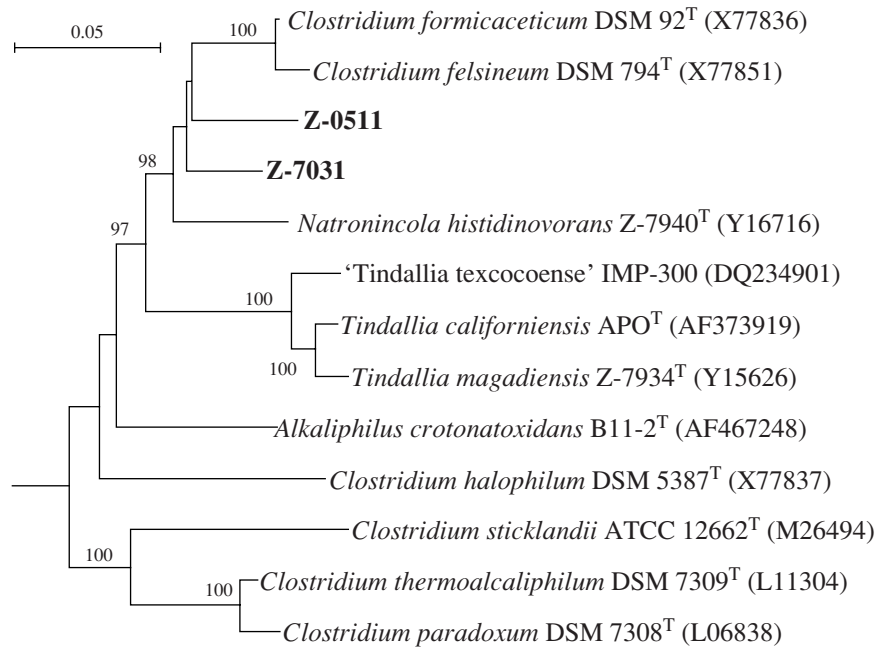 Clostridium formicaceticum DSM 92ᵀ (X77836)
0.05
100
Clostridium felsineum DSM 794ᵀ (X77851)
Z-0511
98
Z-7031
97
Natronincola histidinovorans Z-7940ᵀ (Y16716)
‘Tindallia texcocoense’ IMP-300 (DQ234901)
100
Tindallia californiensis APOᵀ (AF373919)
100
Tindallia magadiensis Z-7934ᵀ (Y15626)
Alkaliphilus crotonatoxidans B11-2ᵀ (AF467248)
Clostridium halophilum DSM 5387ᵀ (X77837)
Clostridium sticklandii ATCC 12662ᵀ (M26494)
100
Clostridium thermoalcaliphilum DSM 7309ᵀ (L11304)
100
Clostridium paradoxum DSM 7308ᵀ (L06838)